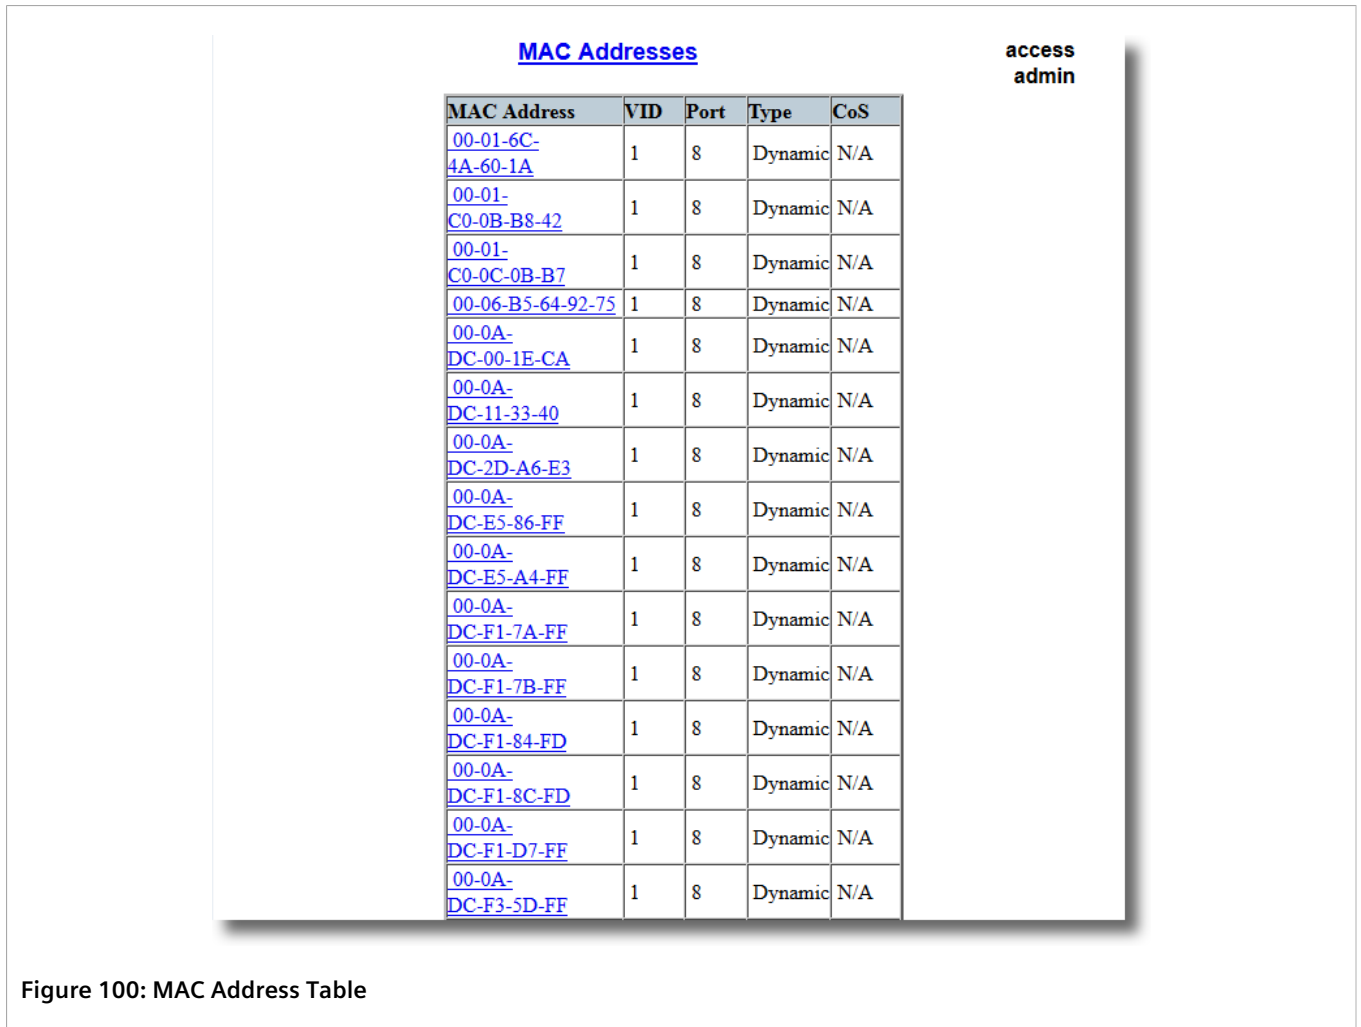 MAC Addresses
access
admin
MAC Address VID Port Type CoS
00-01-6C-
4A-60-1A 1 8 Dynamic N/A
00-01-
C0-0B-B8-42 1 8 Dynamic N/A
00-01-
C0-0C-0B-B7 1 8 Dynamic N/A
00-06-B5-64-92-75 1 8 Dynamic N/A
00-0A-
DC-00-1E-CA 1 8 Dynamic N/A
00-0A-
DC-11-33-40 1 8 Dynamic N/A
00-0A-
DC-2D-A6-E3 1 8 Dynamic N/A
00-0A-
DC-E5-86-FF 1 8 Dynamic N/A
00-0A-
DC-E5-A4-FF 1 8 Dynamic N/A
00-0A-
DC-F1-7A-FF 1 8 Dynamic N/A
00-0A-
DC-F1-7B-FF 1 8 Dynamic N/A
00-0A-
DC-F1-84-FD 1 8 Dynamic N/A
00-0A-
DC-F1-8C-FD 1 8 Dynamic N/A
00-0A-
DC-F1-D7-FF 1 8 Dynamic N/A
00-0A-
DC-F3-5D-FF 1 8 Dynamic N/A
Figure 100: MAC Address Table